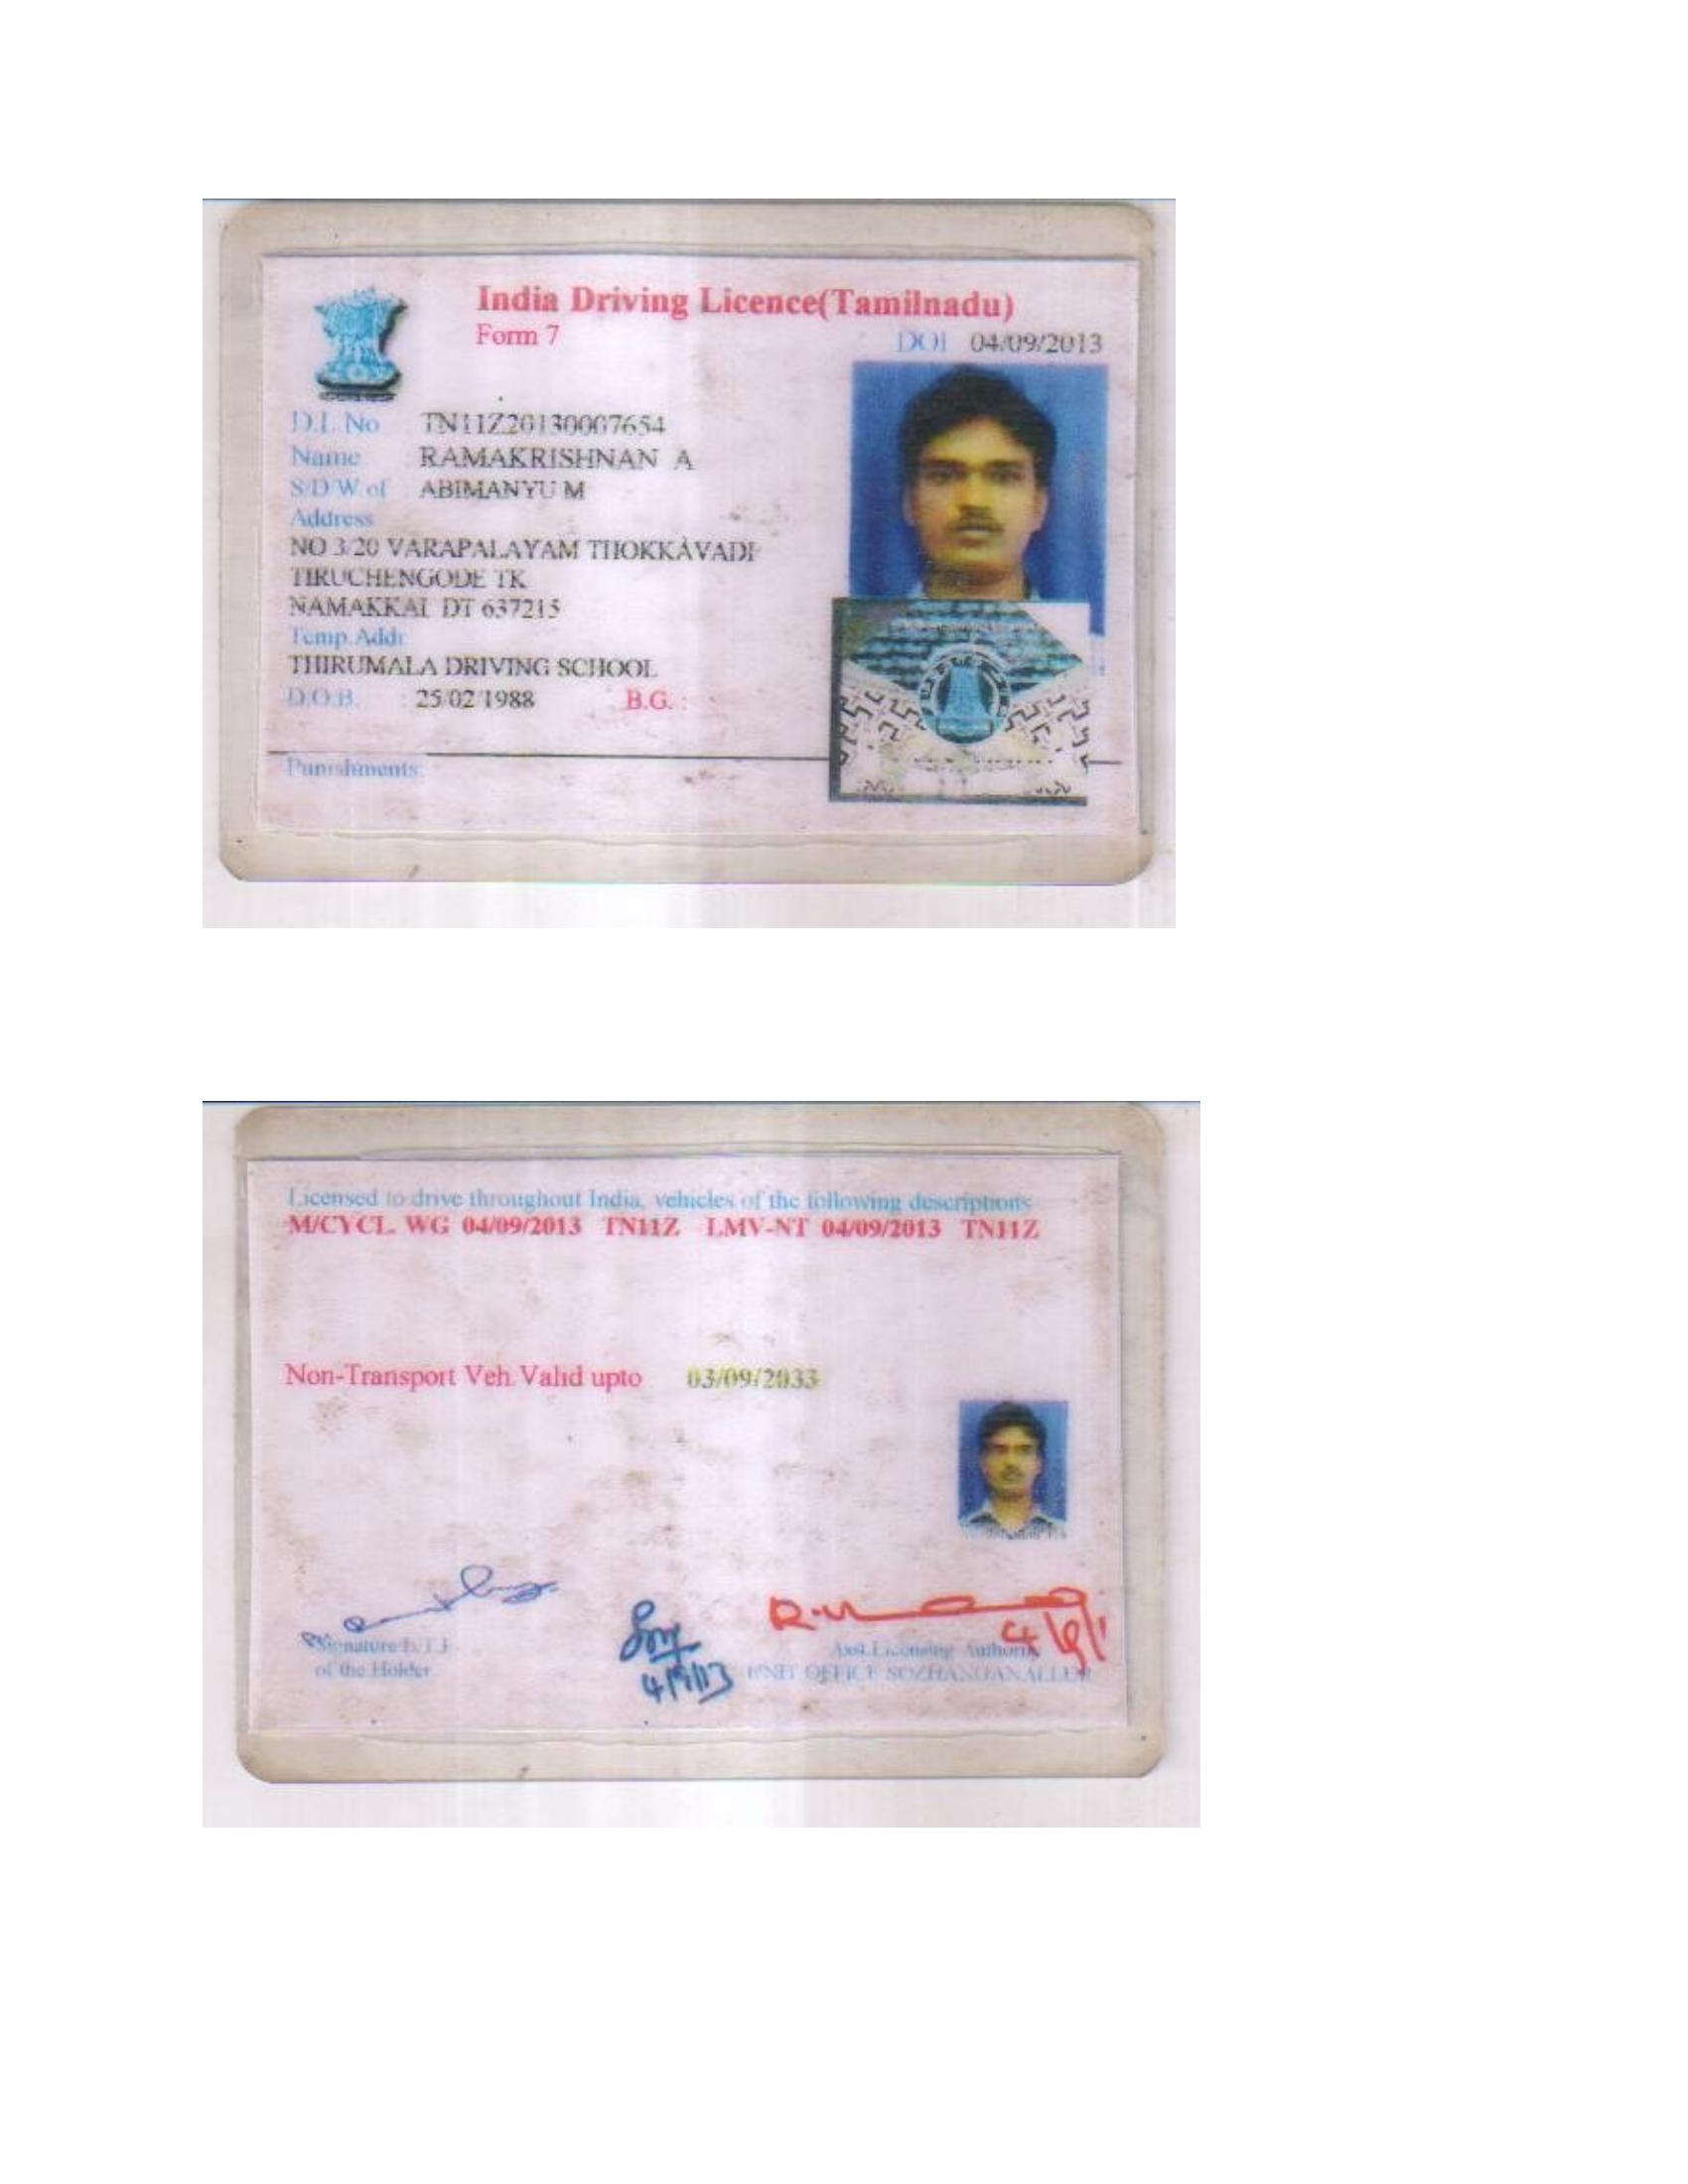 India Driving Licence(Tamilnadu)
Form 7
DOI 04/09/2013
D.L.No TN11Z20130007654
Name RAMAKRISHNAN A
S/D/W of ABIMANYU M
Address
NO 3/20 VARAPALAYAM THOKKAVADI
TIRUCHENGODE TK
NAMAKKAL DT 637215
Temp.Addr
THIRUMALA DRIVING SCHOOL
D.O.B. : 25/02/1988 B.G. :
Punishments:
Licensed to drive throughout India, vehicles of the following descriptions
M/CYCL. WG 04/09/2013 TN11Z LMV-NT 04/09/2013 TN11Z
Non-Transport Veh.Valid upto 03/09/2033
4/9/13
Signature/L.T.I
of the Holder
Asst.Licensing Authority
UNIT OFFICE SOZHANGANALLUR